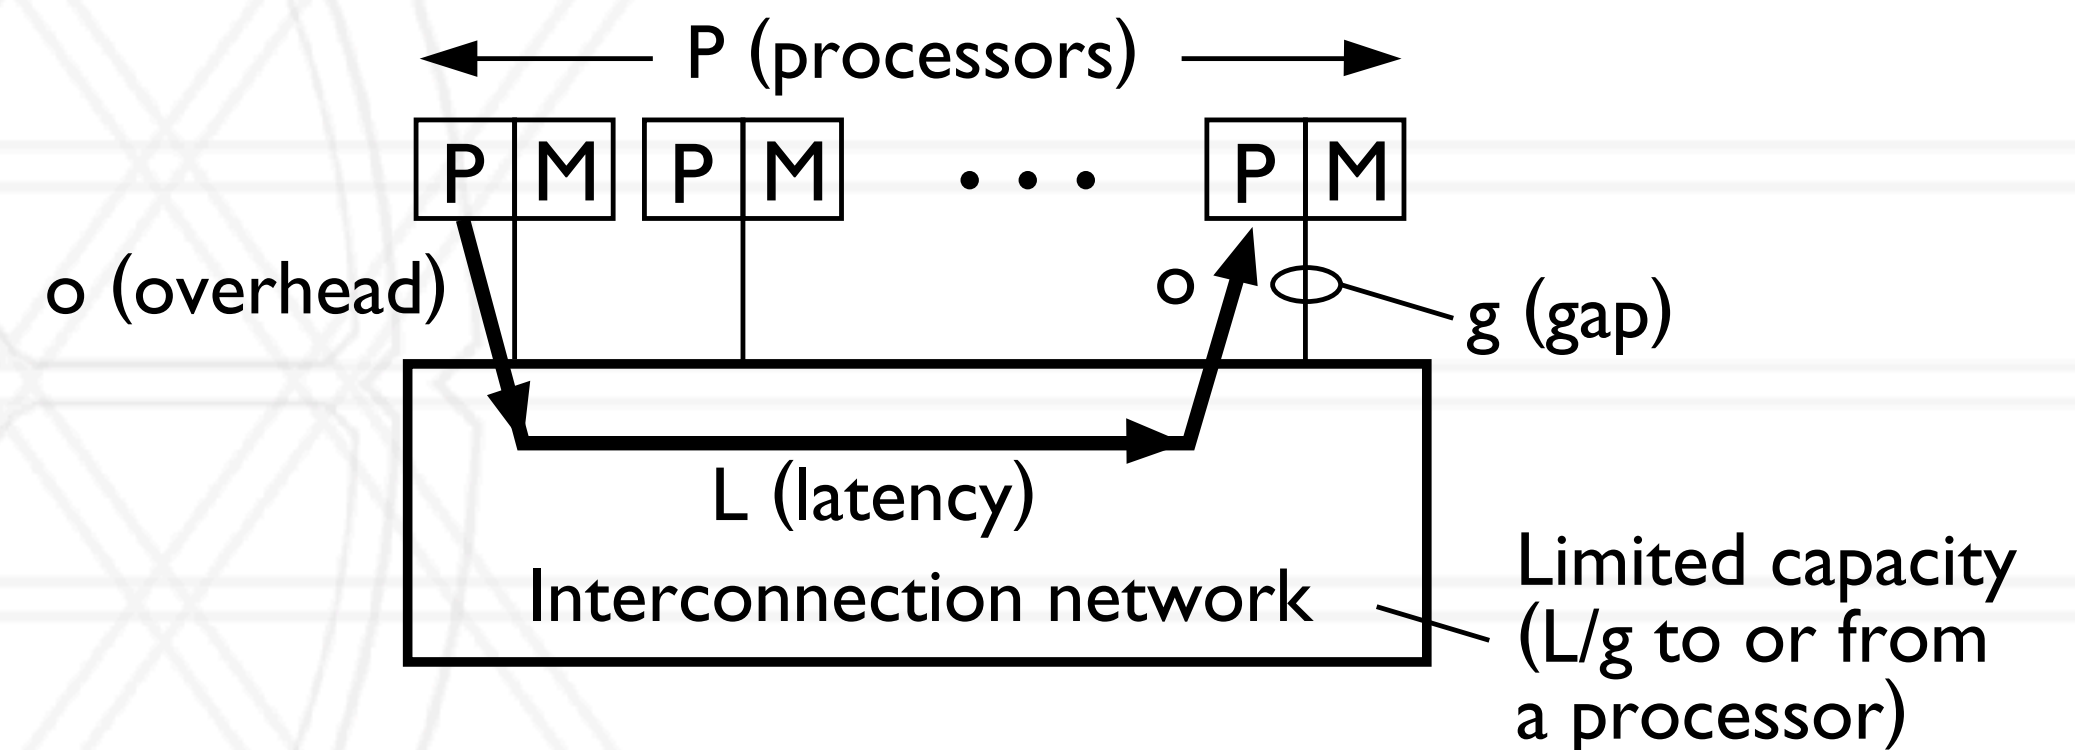 P (processors)
P M P M • • • P M
o (overhead)
o
g (gap)
L (latency)
Interconnection network
Limited capacity
(L/g to or from
a processor)